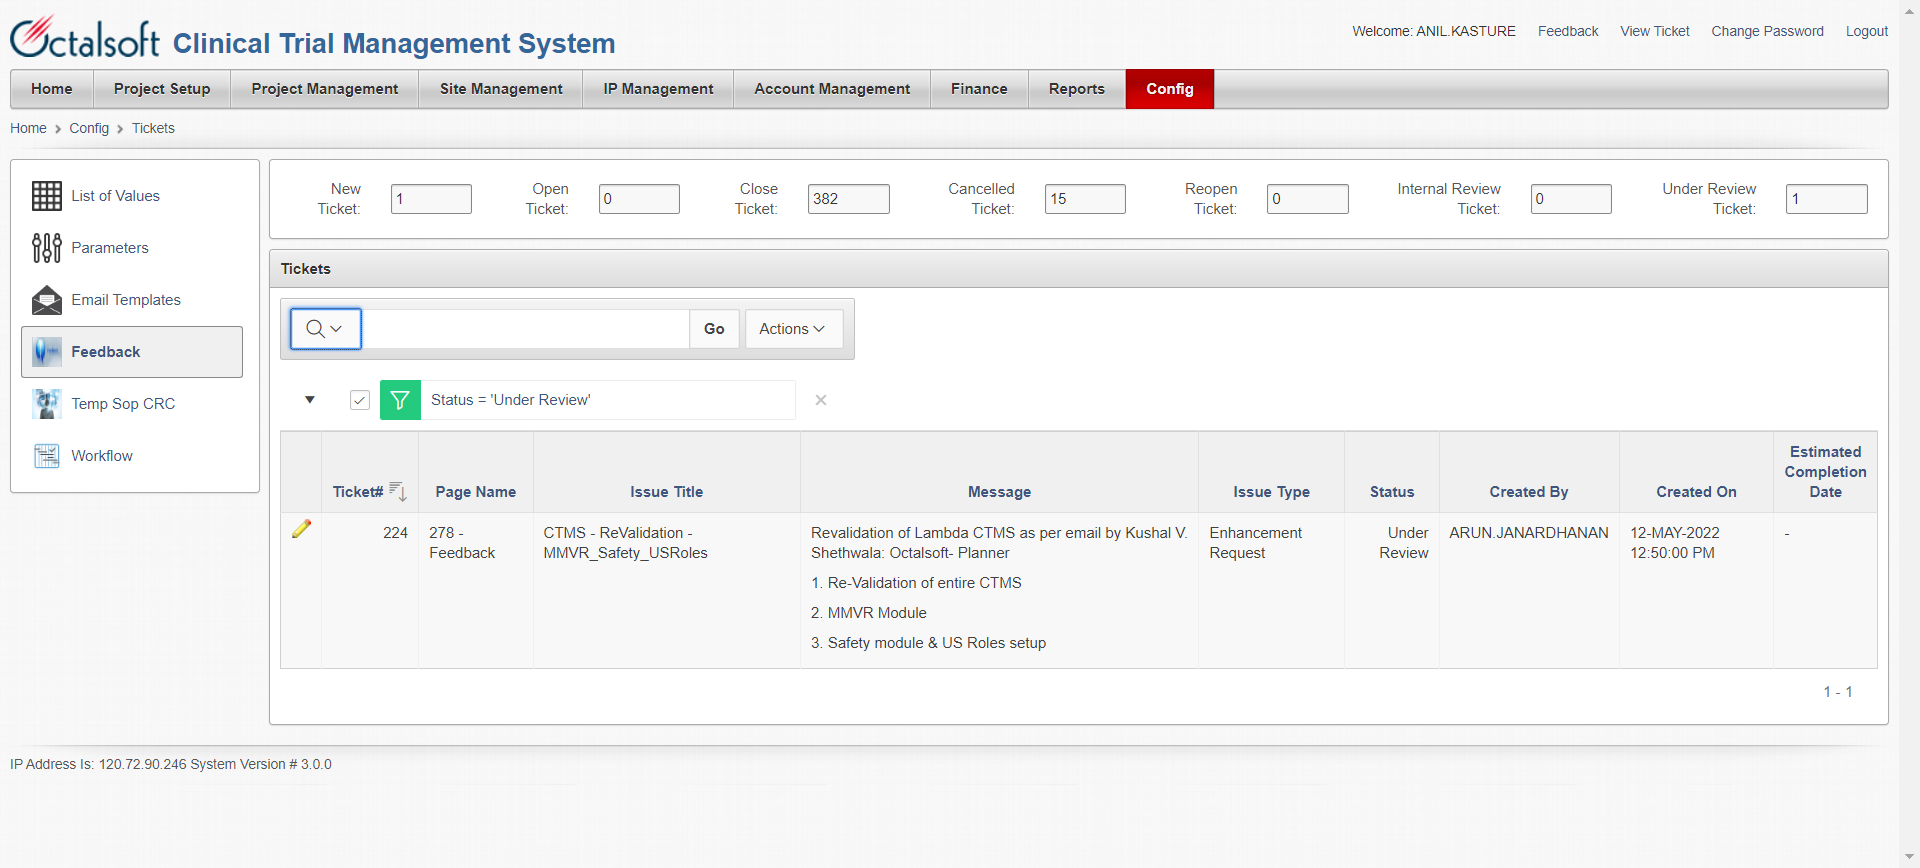 Octalsoft Clinical Trial Management System
Welcome: ANIL.KASTURE Feedback View Ticket Change Password Logout
Home Project Setup Project Management Site Management IP Management Account Management Finance Reports Config
Home > Config > Tickets
List of Values
Parameters
Email Templates
Feedback
Temp Sop CRC
Workflow
New Ticket: 1
Open Ticket: 0
Close Ticket: 382
Cancelled Ticket: 15
Reopen Ticket: 0
Internal Review Ticket: 0
Under Review Ticket: 1
Tickets
Go Actions
Status = 'Under Review'
Ticket# Page Name Issue Title Message Issue Type Status Created By Created On Estimated Completion Date
224
278 -
Feedback
CTMS - ReValidation -
MMVR_Safety_USRoles
Revalidation of Lambda CTMS as per email by Kushal V.
Shethwala: Octalsoft- Planner
1. Re-Validation of entire CTMS
2. MMVR Module
3. Safety module & US Roles setup
Enhancement
Request
Under
Review
ARUN.JANARDHANAN
12-MAY-2022
12:50:00 PM
-
1 - 1
IP Address Is: 120.72.90.246 System Version # 3.0.0